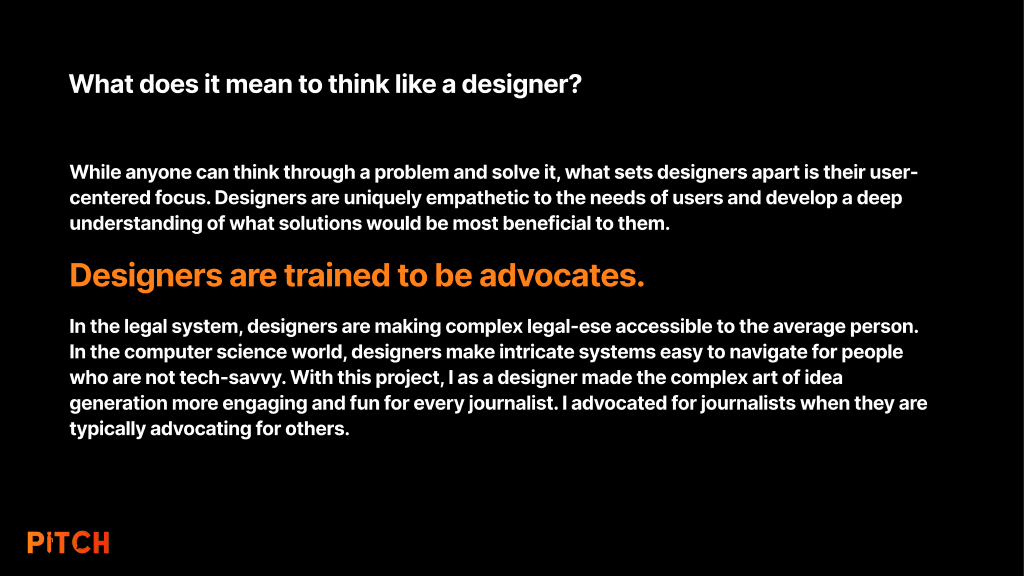 What does it mean to think like a designer?
While anyone can think through a problem and solve it, what sets designers apart is their user-
centered focus. Designers are uniquely empathetic to the needs of users and develop a deep
understanding of what solutions would be most beneficial to them.
Designers are trained to be advocates.
In the legal system, designers are making complex legal-ese accessible to the average person.
In the computer science world, designers make intricate systems easy to navigate for people
who are not tech-savvy. With this project, I as a designer made the complex art of idea
generation more engaging and fun for every journalist. I advocated for journalists when they are
typically advocating for others.
PiTCH